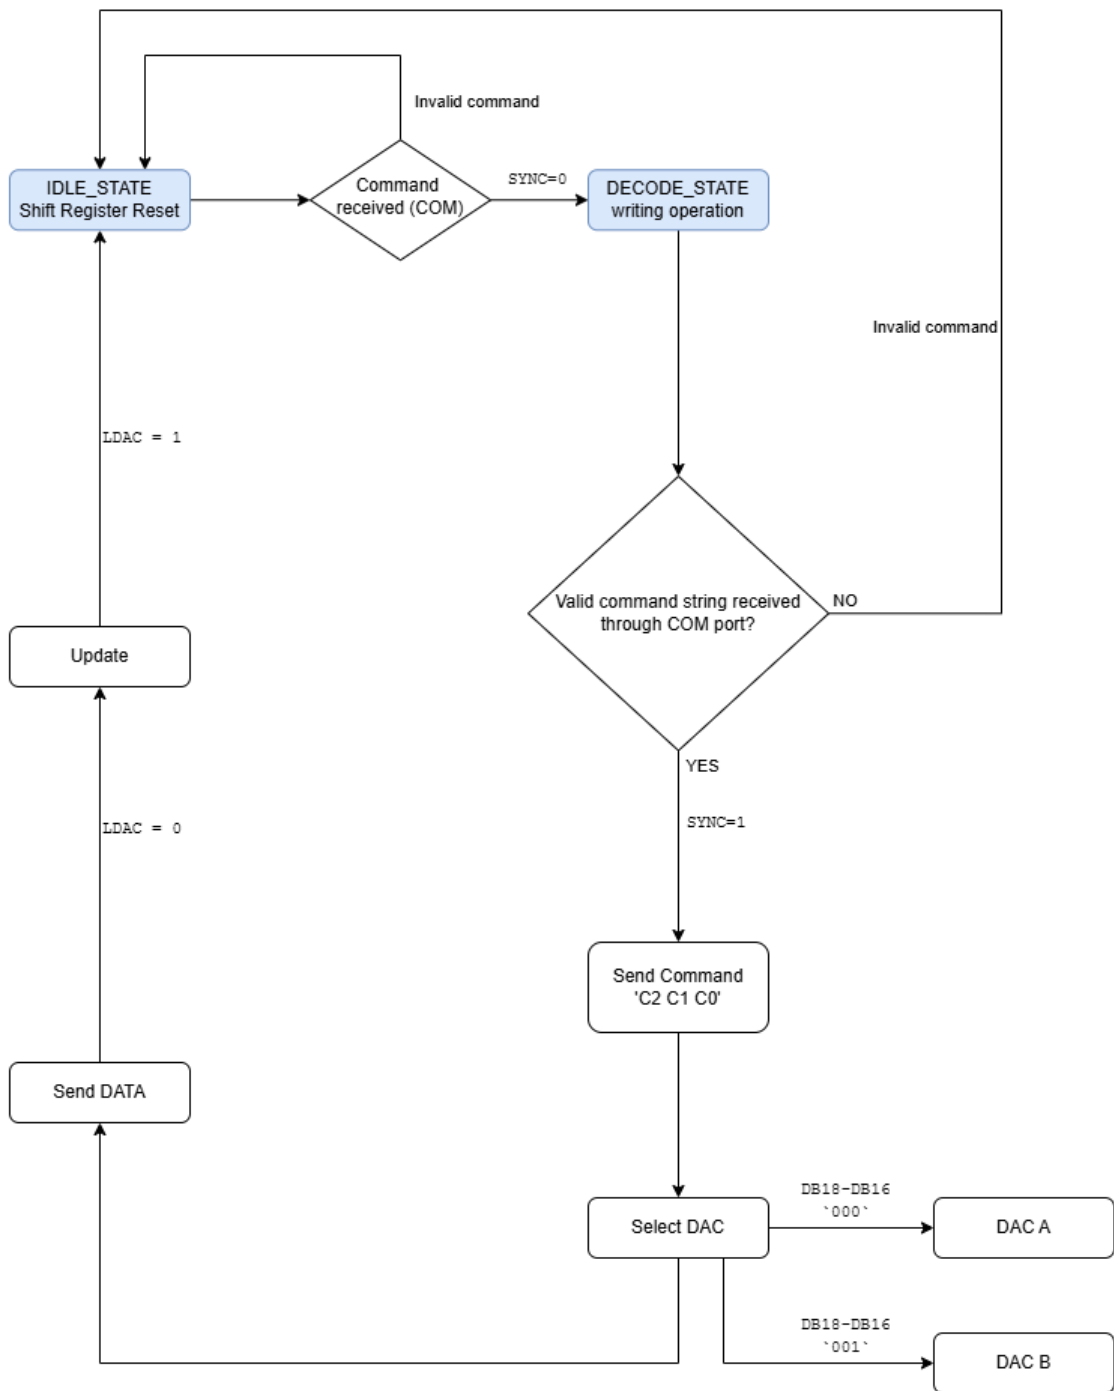 Invalid command
IDLE_STATE
Shift Register Reset
Command
received (COM)
SYNC=0
DECODE_STATE
writing operation
Invalid command
LDAC = 1
Valid command string received
through COM port?
NO
Update
YES
SYNC=1
LDAC = 0
Send Command
'C2 C1 C0'
Send DATA
Select DAC
DB18-DB16
`000`
DAC A
DB18-DB16
`001`
DAC B